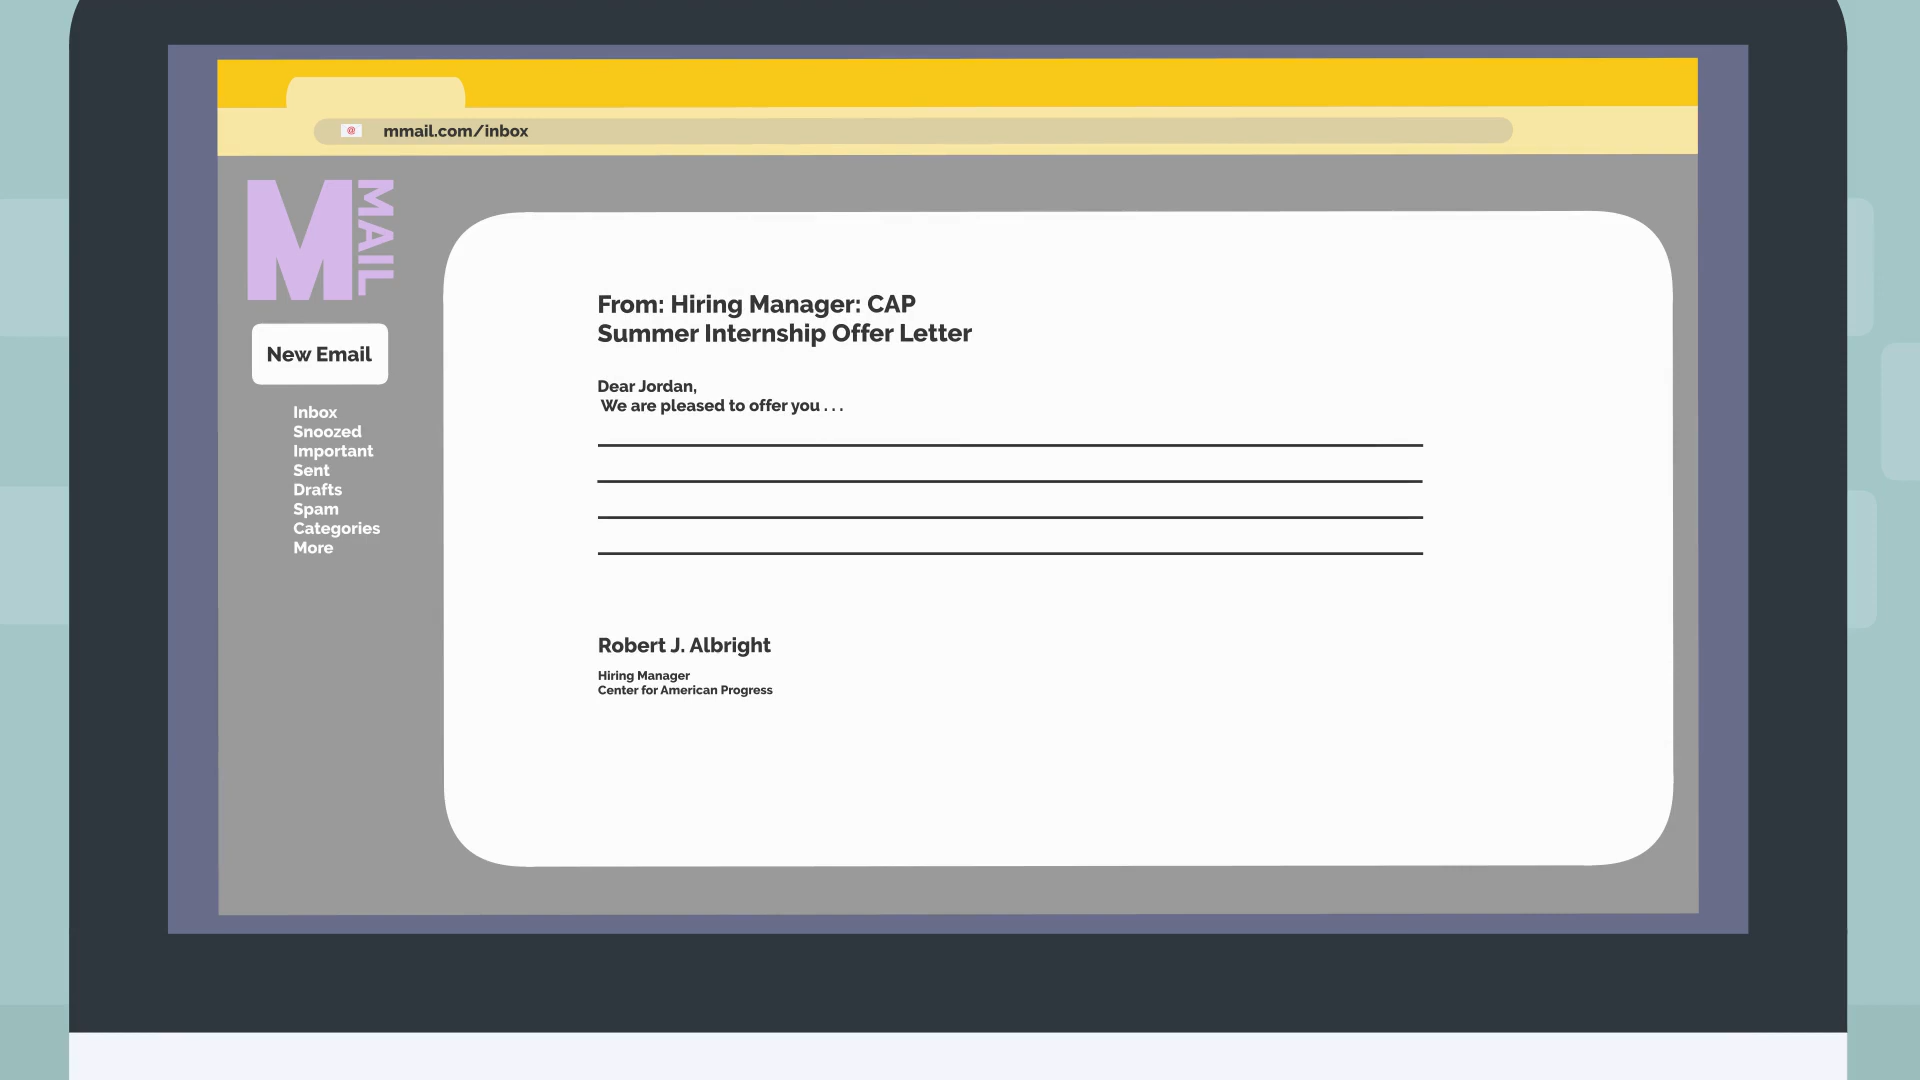 mmail.com/inbox
M
MAIL
New Email
Inbox
Snoozed
Important
Sent
Drafts
Spam
Categories
More
From: Hiring Manager: CAP
Summer Internship Offer Letter
Dear Jordan,
We are pleased to offer you . . .
Robert J. Albright
Hiring Manager
Center for American Progress